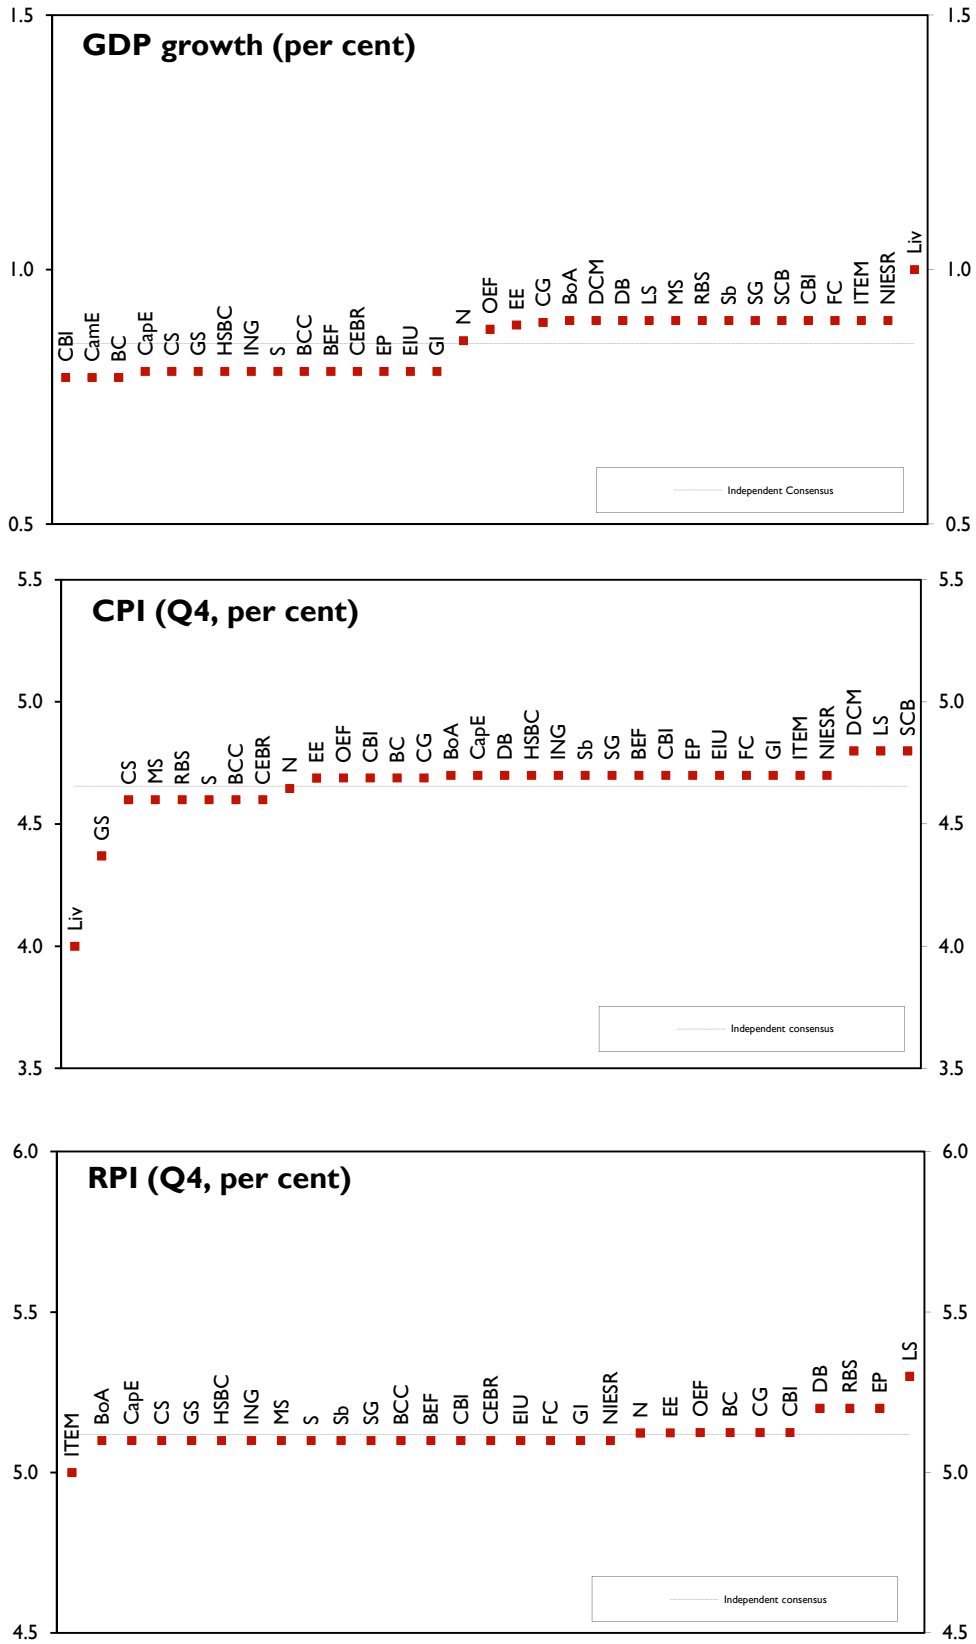 1.5 1.5
GDP growth (per cent)
1.0 1.0
CBI CamE BC CapE CS GS HSBC ING S BCC BEF CEBR EP EIU GI N OEF EE CG BoA DCM DB LS MS RBS Sb SG SCB CBI FC ITEM NIESR Liv
Independent Consensus
0.5 0.5
5.5 5.5
CPI (Q4, per cent)
5.0 5.0
Liv GS CS MS RBS S BCC CEBR N EE OEF CBI BC CG BoA CapE DB HSBC ING Sb SG BEF CBI EP EIU FC GI ITEM NIESR DCM LS SCB
4.5 4.5
4.0 4.0
Independent consensus
3.5 3.5
6.0 6.0
RPI (Q4, per cent)
5.5 5.5
ITEM BoA CapE CS GS HSBC ING MS S Sb SG BCC BEF CBI CEBR EIU FC GI NIESR N EE OEF BC CG CBI DB RBS EP LS
5.0 5.0
Independent consensus
4.5 4.5